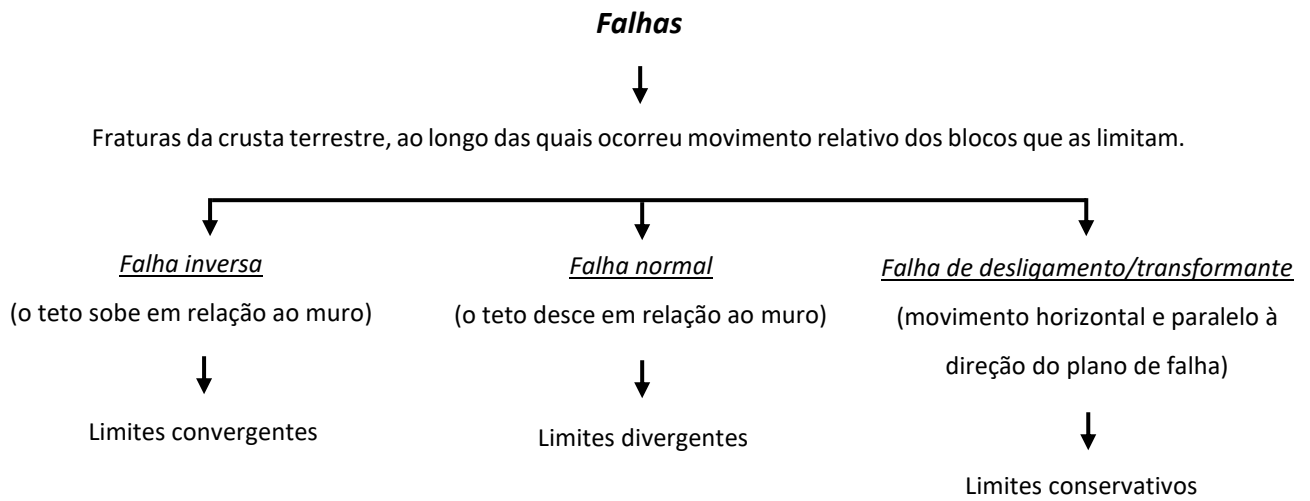 Falhas
Fraturas da crusta terrestre, ao longo das quais ocorreu movimento relativo dos blocos que as limitam.
Falha inversa
(o teto sobe em relação ao muro)
Limites convergentes
Falha normal
(o teto desce em relação ao muro)
Limites divergentes
Falha de desligamento/transformante
(movimento horizontal e paralelo à
direção do plano de falha)
Limites conservativos